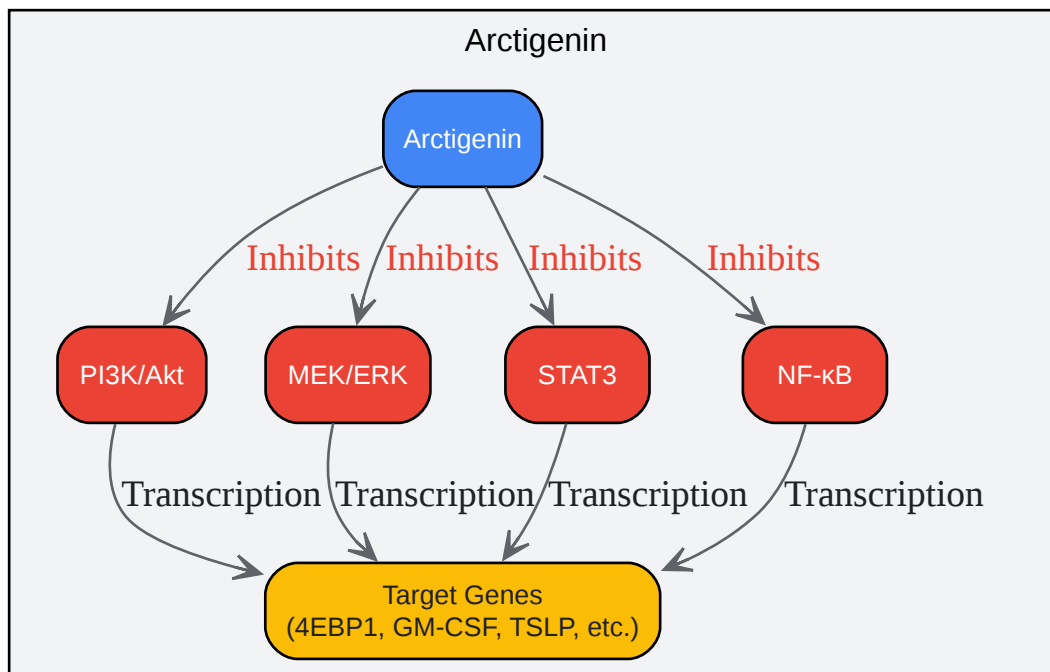 Arctigenin
Arctigenin
Inhibits Inhibits Inhibits Inhibits
PI3K/Akt MEK/ERK STAT3 NF-κB
Transcription Transcription Transcription Transcription
Target Genes
(4EBP1, GM-CSF, TSLP, etc.)